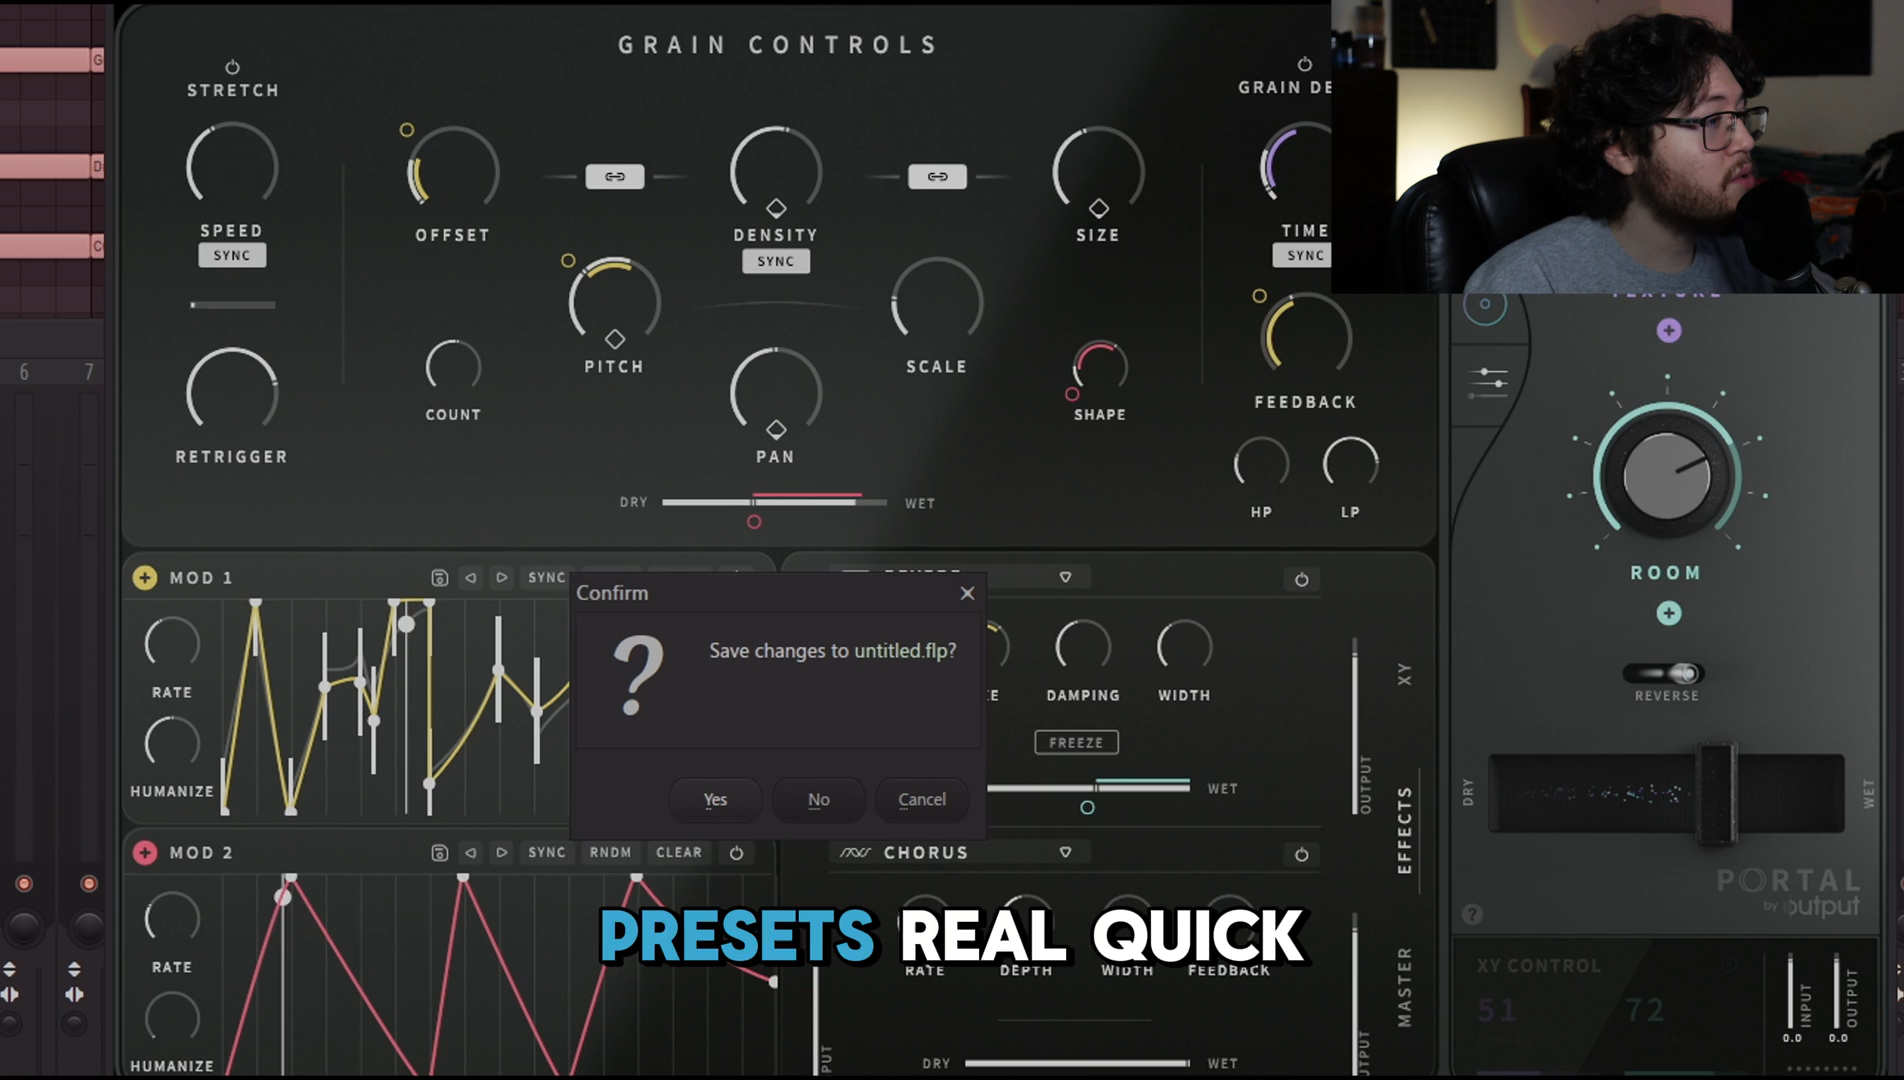 GRAIN CONTROLS
STRETCH
GRAIN DE
SPEED
SYNC
OFFSET
DENSITY
SYNC
SIZE
TIME
SYNC
PITCH
SCALE
COUNT
SHAPE
FEEDBACK
RETRIGGER
PAN
DRY
WET
HP
LP
6
7
G
D
C
ROOM
REVERSE
DRY
WET
PORTAL
by output
MOD 1
SYNC
RATE
HUMANIZE
Confirm
Save changes to untitled.flp?
Yes
No
Cancel
DAMPING
WIDTH
FREEZE
WET
OUTPUT
XY
EFFECTS
MASTER
MOD 2
SYNC
RNDM
CLEAR
CHORUS
RATE
HUMANIZE
PRESETS REAL QUICK
RATE
DEPTH
WIDTH
FEEDBACK
DRY
WET
XY CONTROL
51
72
INPUT
OUTPUT
0.0
0.0
?